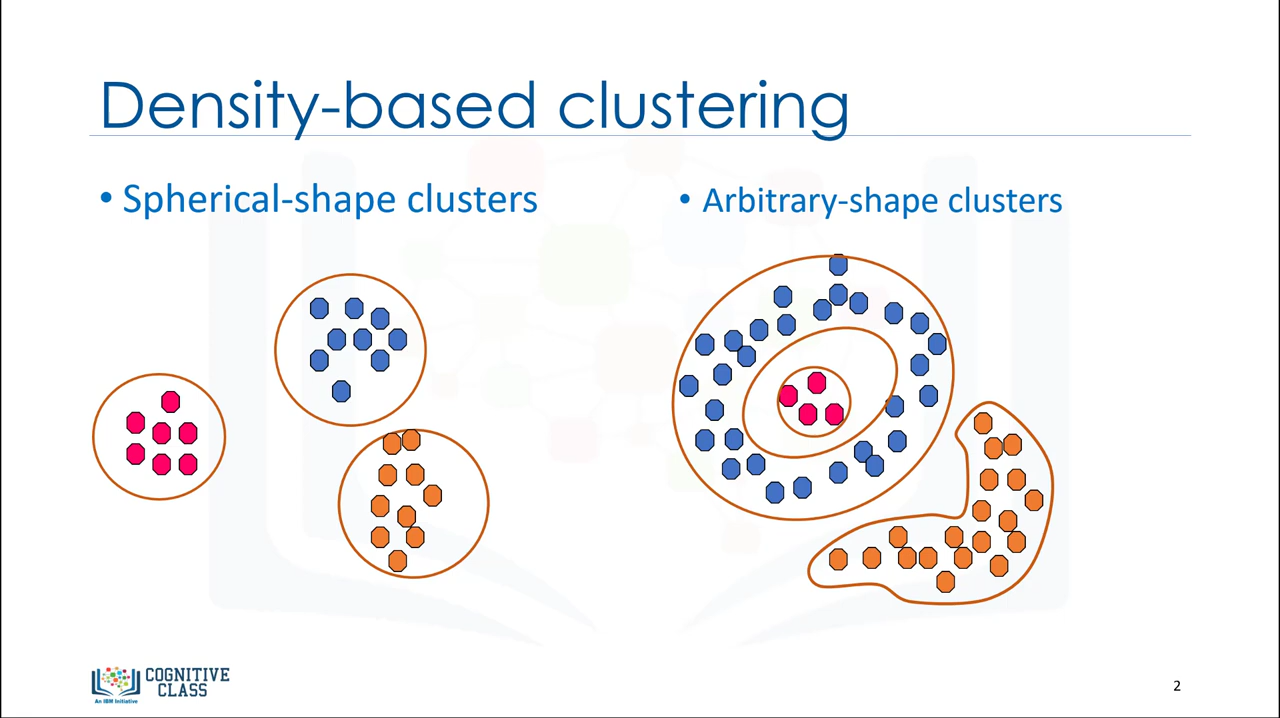 Density-based clustering
• Spherical-shape clusters
• Arbitrary-shape clusters
COGNITIVE
CLASS
An IBM Initiative
2